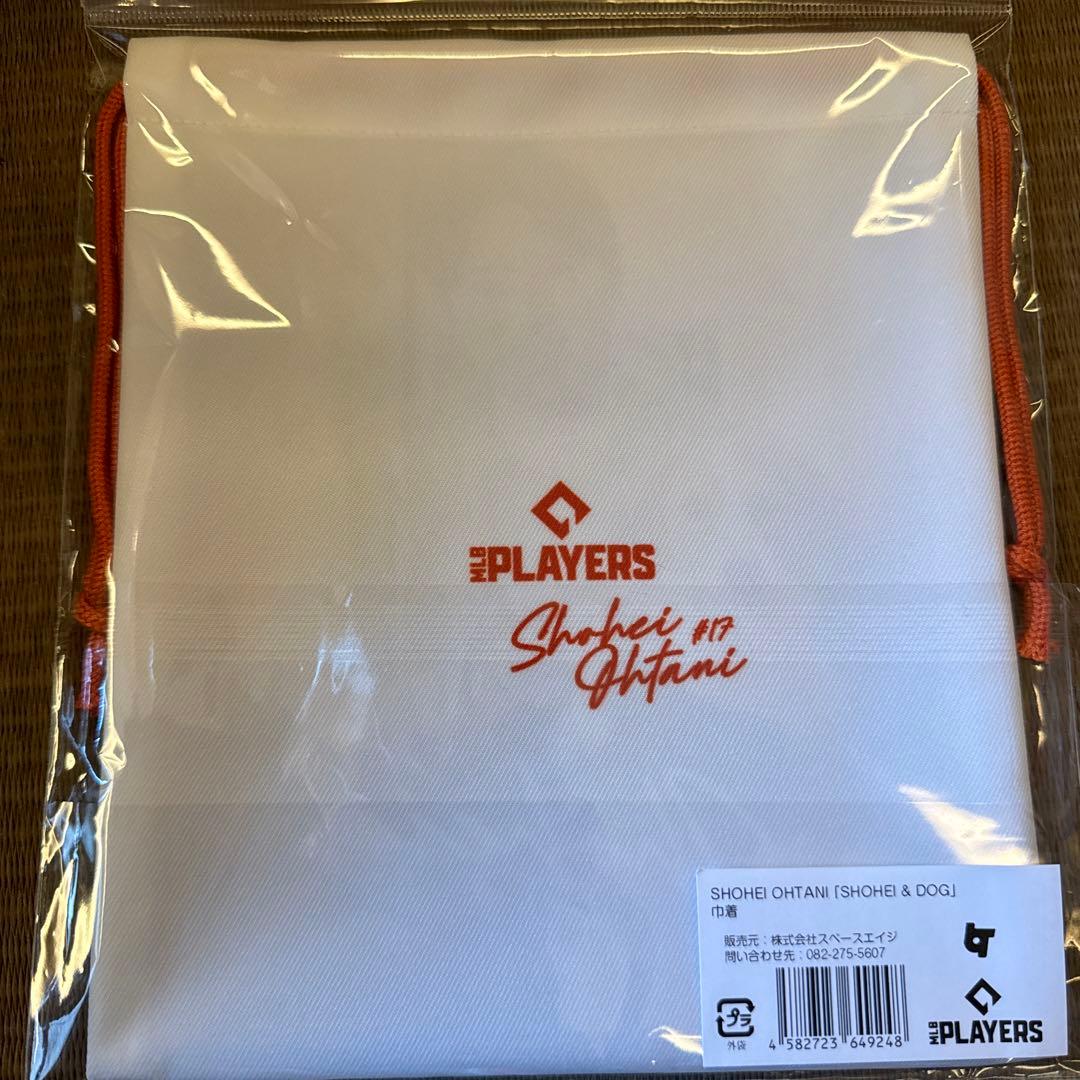 MLB PLAYERS
Shohei #17
Ohtani
SHOHEI OHTANI「SHOHEI & DOG」
巾着
販売元：株式会社スペースエイジ
問い合わせ先：082-275-5607
プラ
外袋
4 582723 649248
MLB PLAYERS